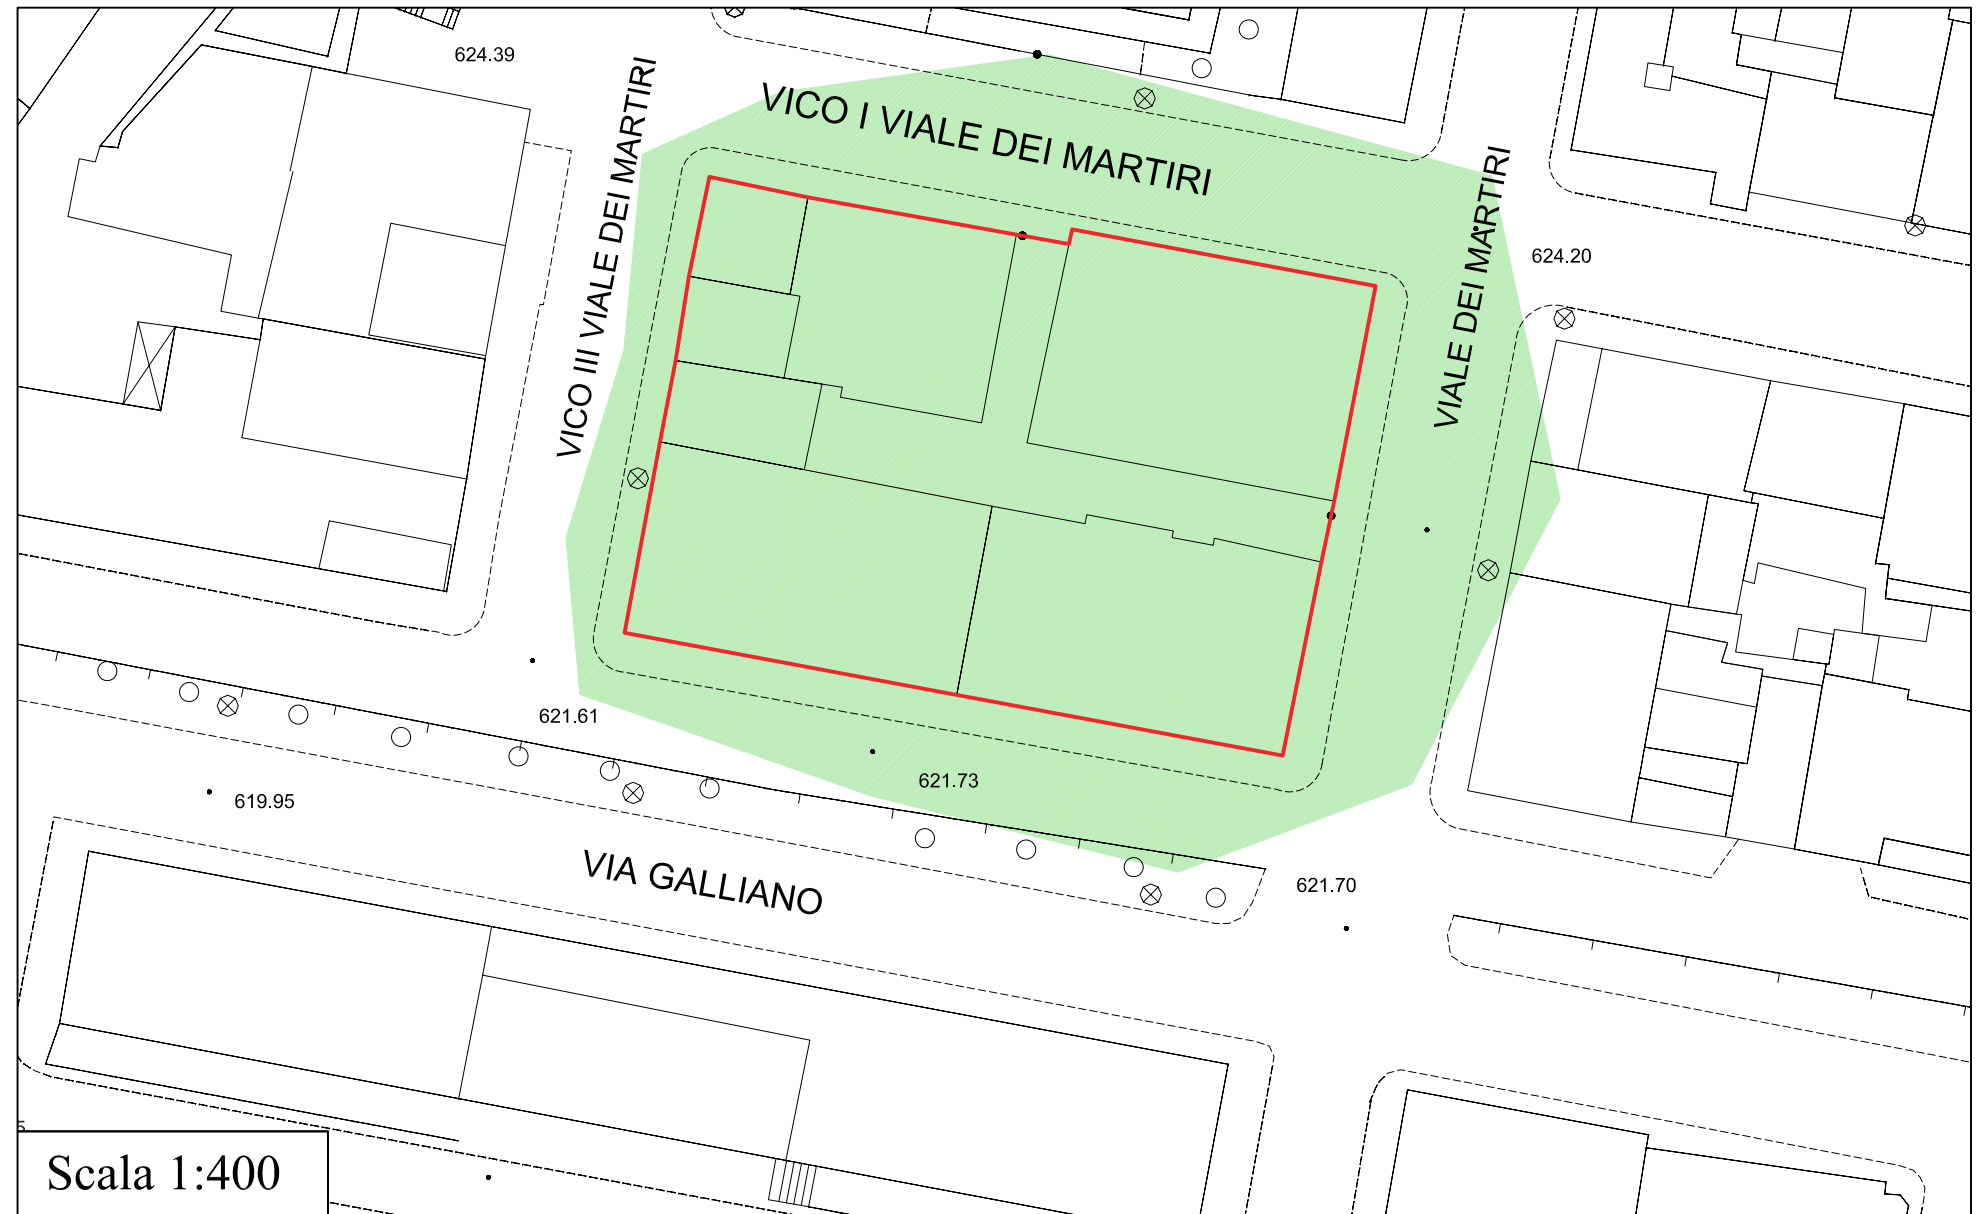 624.39
VICO I VIALE DEI MARTIRI
VICO III VIALE DEI MARTIRI
VIALE DEI MARTIRI
624.20
621.61
621.73
619.95
VIA GALLIANO
621.70
Scala 1:400